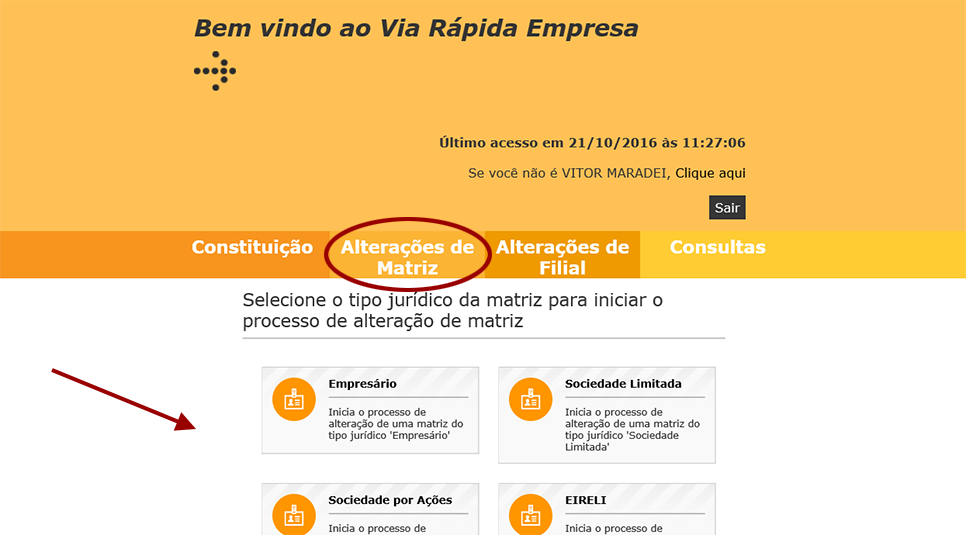 Bem vindo ao Via Rápida Empresa
Último acesso em 21/10/2016 às 11:27:06
Se você não é VITOR MARADEI, Clique aqui
Sair
Constituição
Alterações de
Matriz
Alterações de
Filial
Consultas
Selecione o tipo jurídico da matriz para iniciar o
processo de alteração de matriz
Empresário
Inicia o processo de
alteração de uma matriz do
tipo jurídico 'Empresário'
Sociedade Limitada
Inicia o processo de
alteração de uma matriz do
tipo jurídico 'Sociedade
Limitada'
Sociedade por Ações
Inicia o processo de
EIRELI
Inicia o processo de